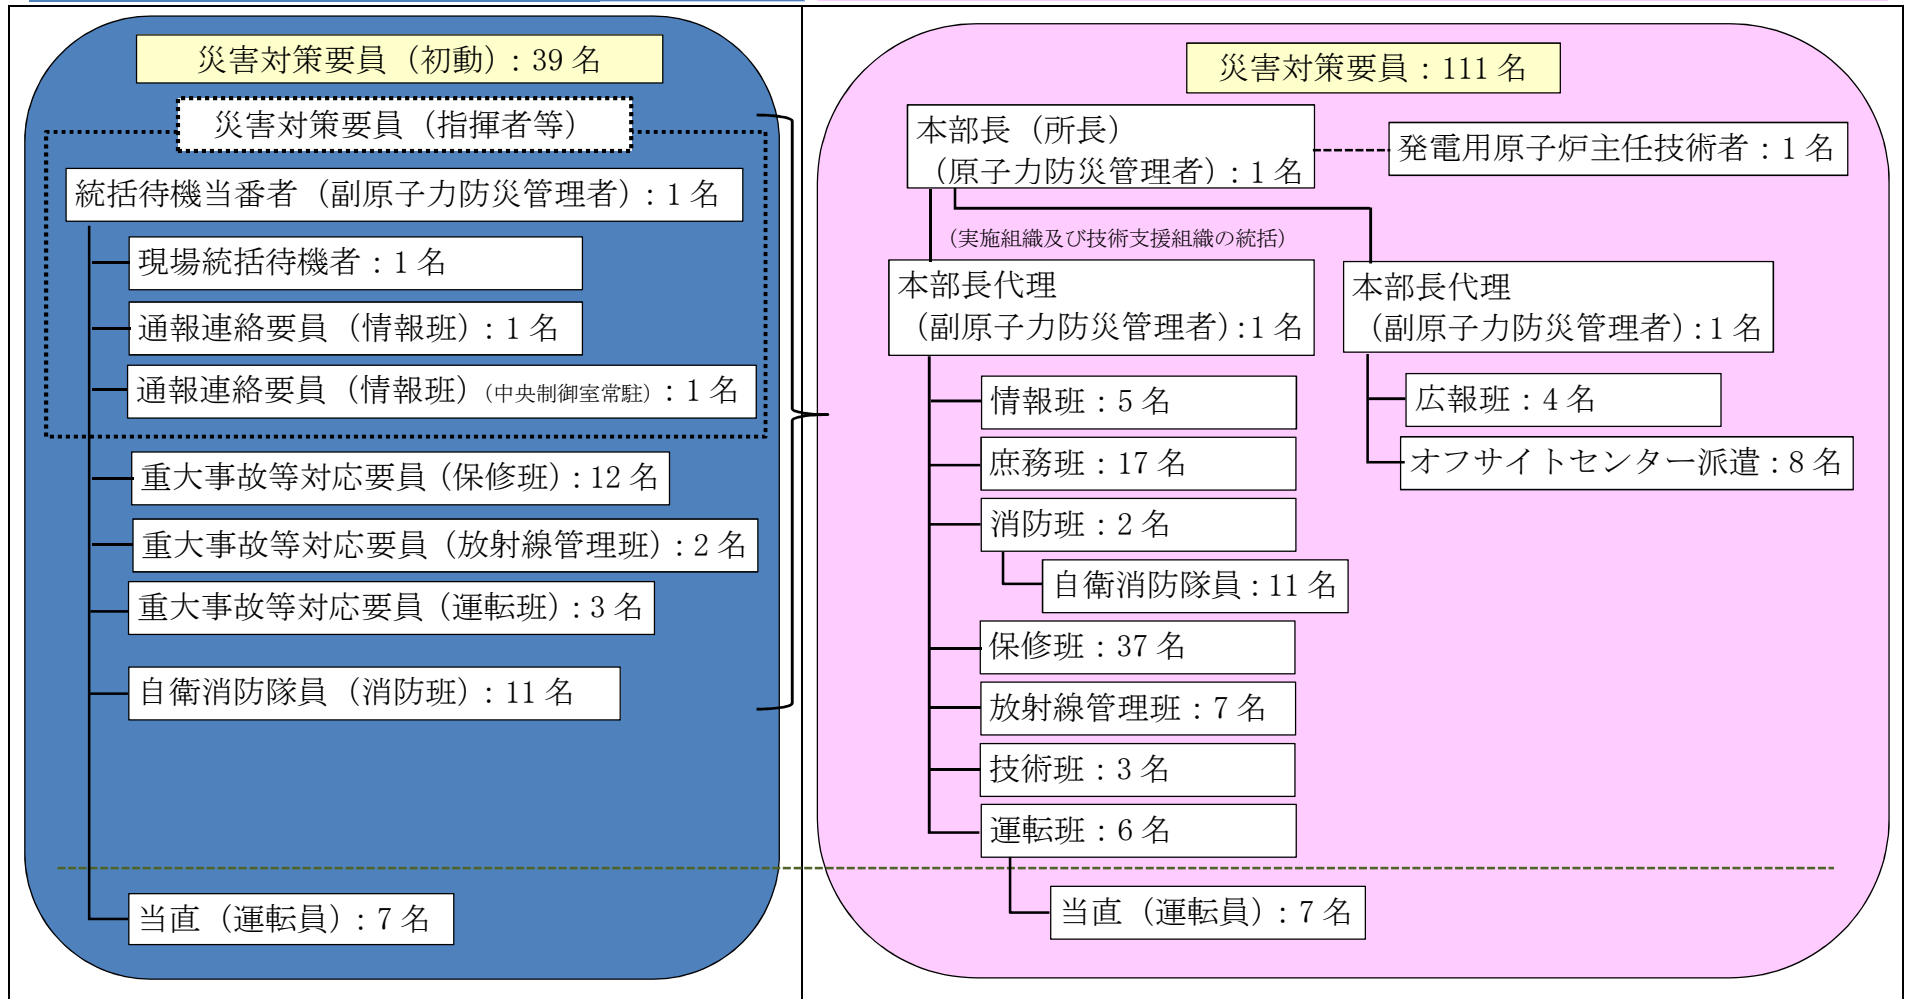 災害対策要員（初動）：39 名
災害対策要員（指揮者等）
統括待機当番者（副原子力防災管理者）：1 名
現場統括待機者：1 名
通報連絡要員（情報班）：1 名
通報連絡要員（情報班）（中央制御室常駐）：1 名
重大事故等対応要員（保修班）：12 名
重大事故等対応要員（放射線管理班）：2 名
重大事故等対応要員（運転班）：3 名
自衛消防隊員（消防班）：11 名
当直（運転員）：7 名
災害対策要員：111 名
本部長（所長）
（原子力防災管理者）：1 名
発電用原子炉主任技術者：1 名
（実施組織及び技術支援組織の統括）
本部長代理
（副原子力防災管理者）：1 名
情報班：5 名
庶務班：17 名
消防班：2 名
自衛消防隊員：11 名
保修班：37 名
放射線管理班：7 名
技術班：3 名
運転班：6 名
当直（運転員）：7 名
本部長代理
（副原子力防災管理者）：1 名
広報班：4 名
オフサイトセンター派遣：8 名